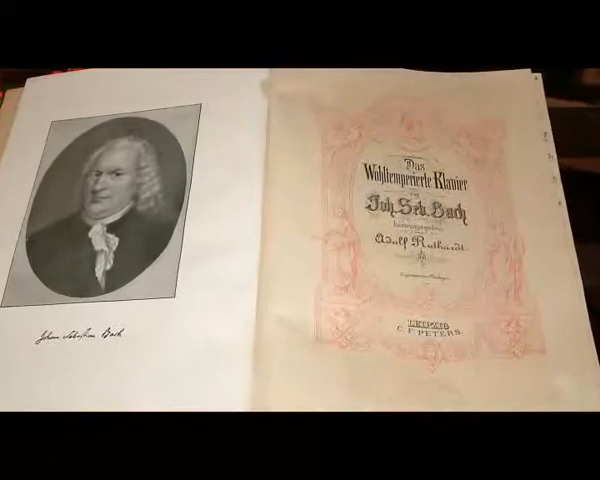 Johann Sebastian Bach
Das
Wohltemperierte Klavier
von
Joh. Seb. Bach
herausgegeben
Adolf Ruthardt.
LEIPZIG
C. F. PETERS.